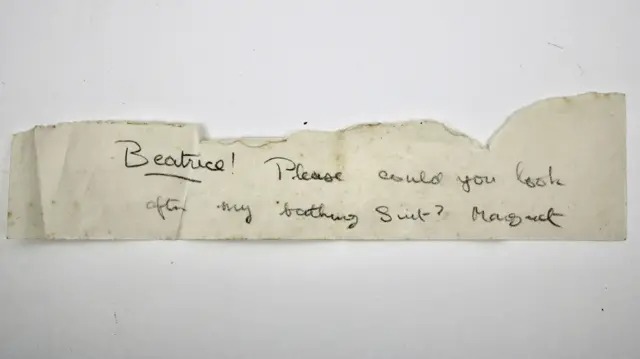 Beatrice! Please could you look
after my bathing Suit? Margaret